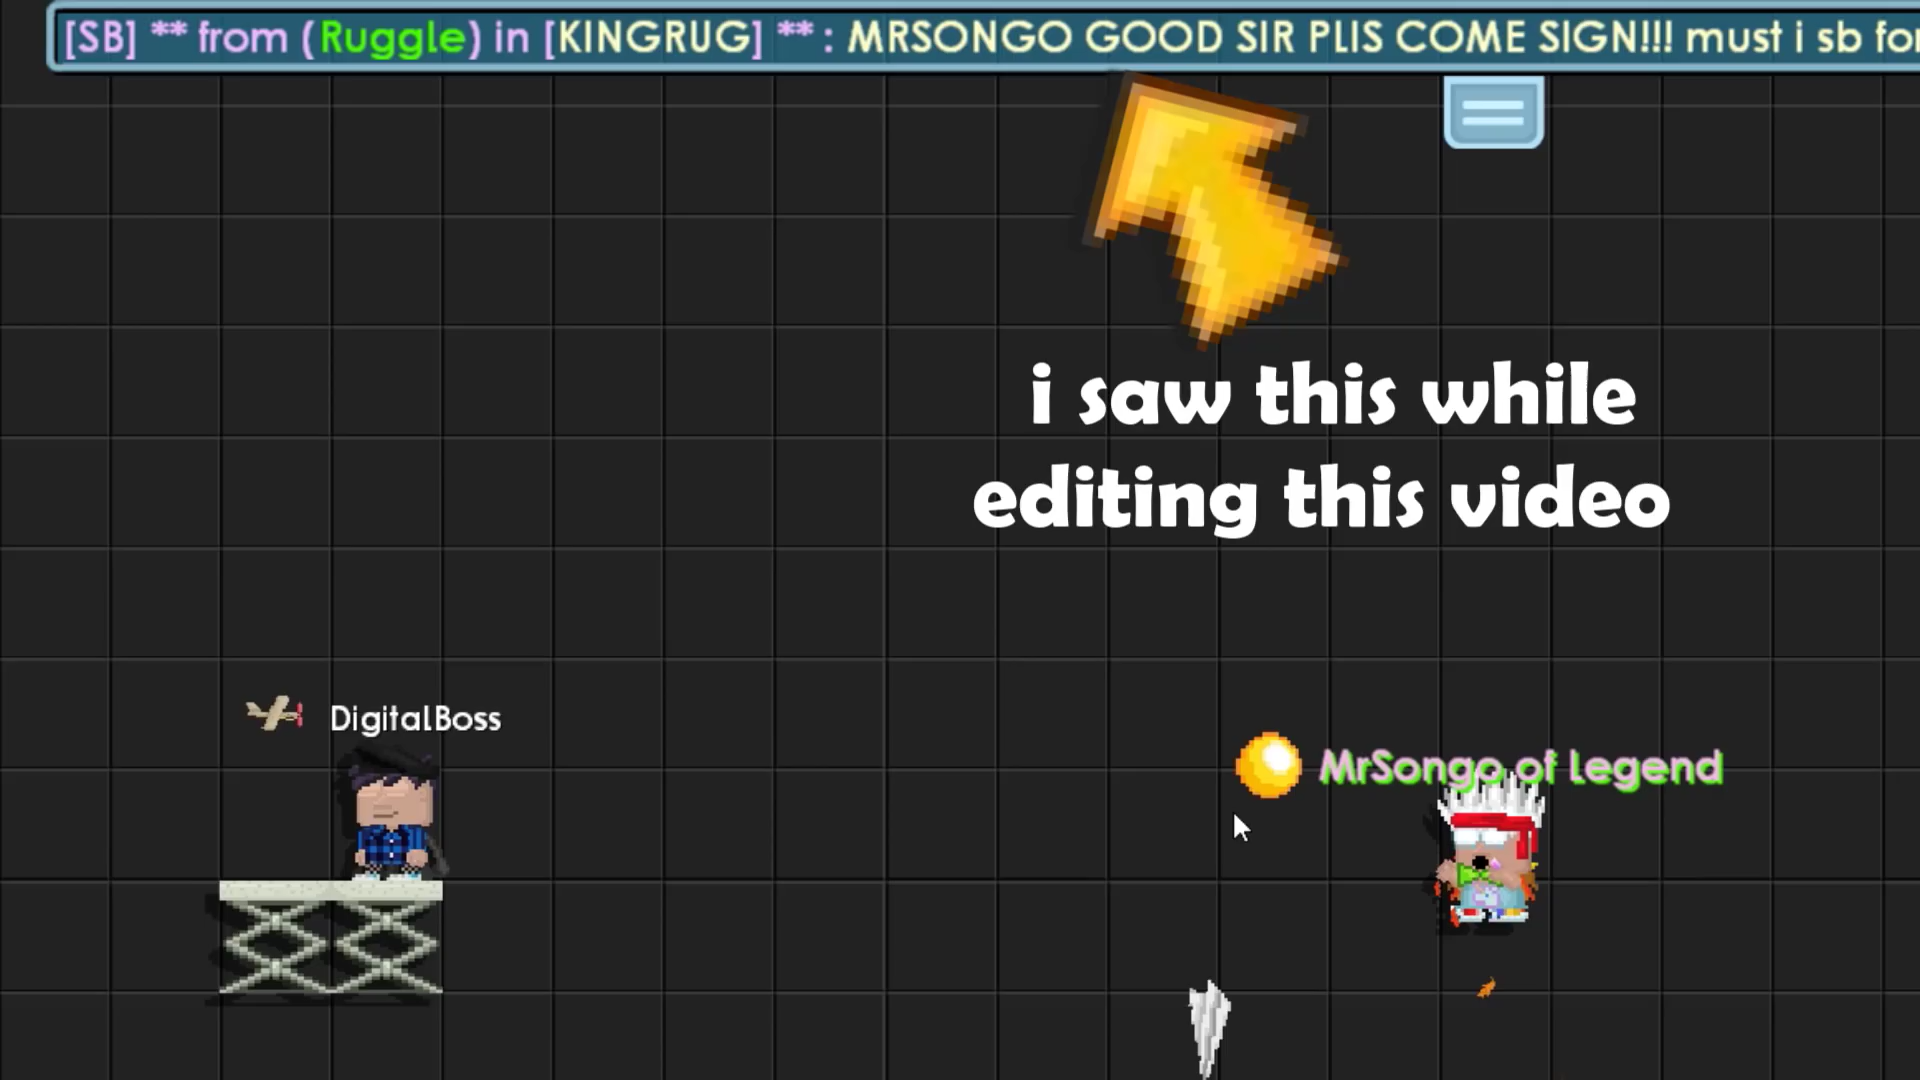 [SB] ** from (Ruggle) in [KINGRUG] ** : MRSONGO GOOD SIR PLIS COME SIGN!!! must i sb for
i saw this while
editing this video
DigitalBoss
MrSongo of Legend